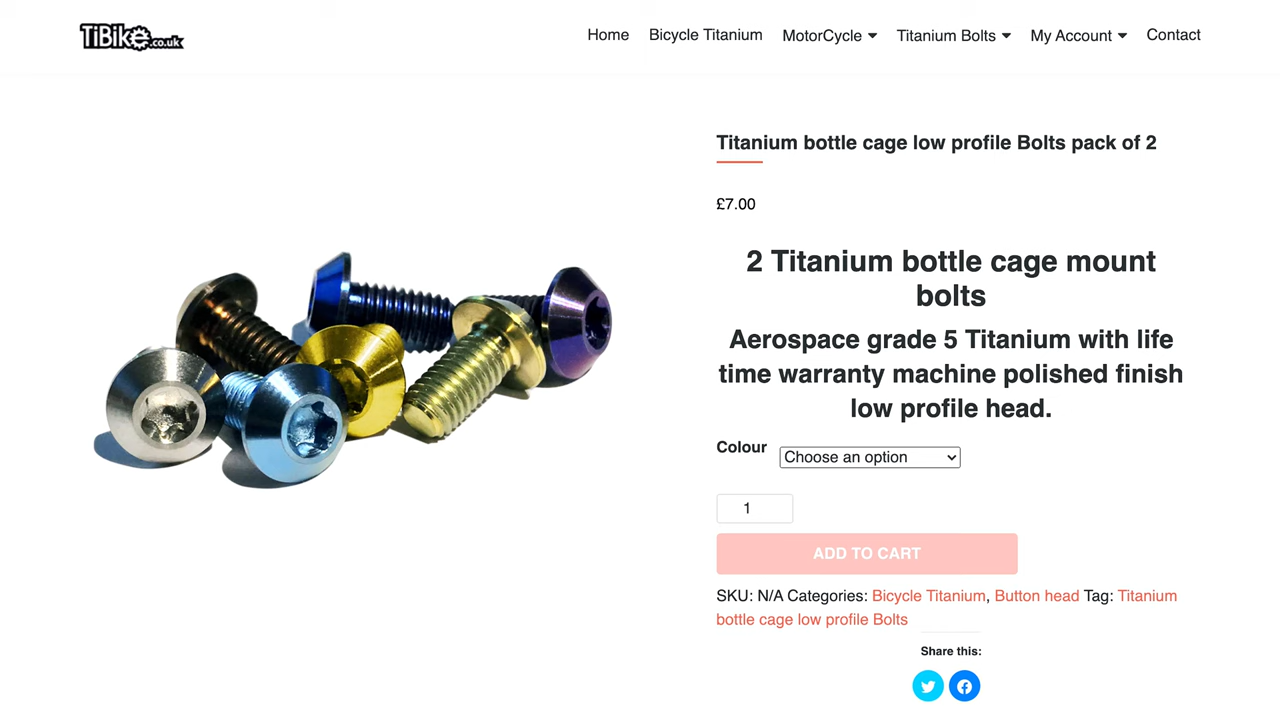 TiBike.co.uk
Home Bicycle Titanium MotorCycle Titanium Bolts My Account Contact
Titanium bottle cage low profile Bolts pack of 2
£7.00
2 Titanium bottle cage mount
bolts
Aerospace grade 5 Titanium with life
time warranty machine polished finish
low profile head.
Colour Choose an option
1
ADD TO CART
SKU: N/A Categories: Bicycle Titanium, Button head Tag: Titanium
bottle cage low profile Bolts
Share this: